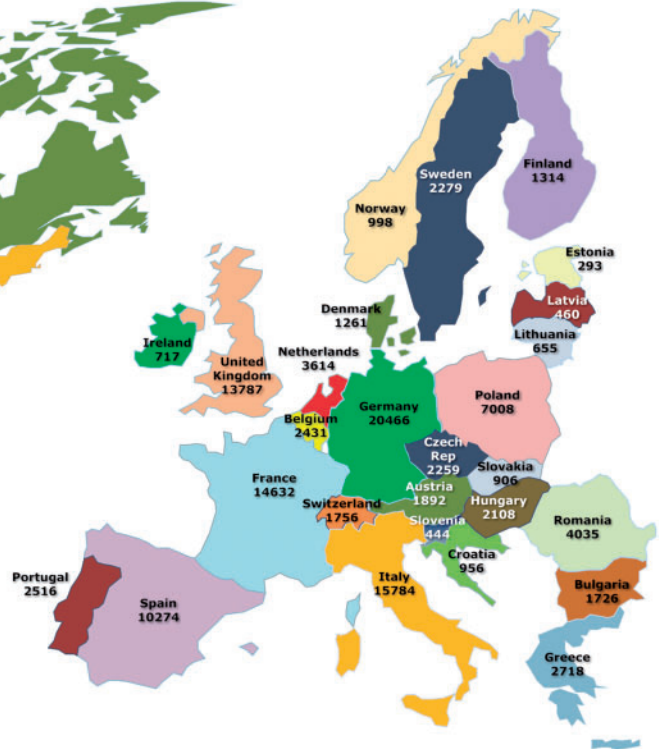 Finland
1314
Sweden
2279
Norway
998
Estonia
293
Latvia
460
Lithuania
655
Denmark
1261
Ireland
717
United
Kingdom
13787
Netherlands
3614
Belgium
2431
Germany
20466
Poland
7008
Czech
Rep
2259
Slovakia
906
France
14632
Austria
1892
Switzerland
1756
Hungary
2108
Slovenia
444
Romania
4035
Croatia
956
Portugal
2516
Spain
10274
Italy
15784
Bulgaria
1726
Greece
2718